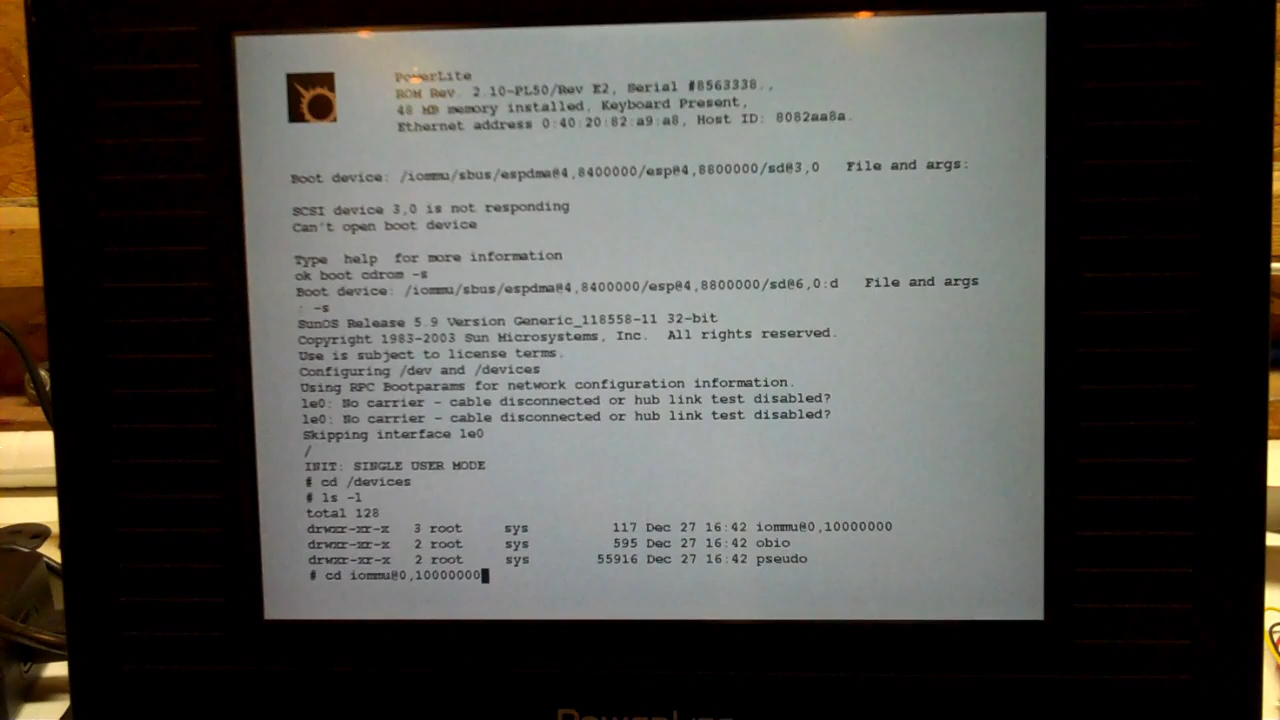 PowerLite
ROM Rev. 2.10-PL50/Rev E2, Serial #8563338.,
48 MB memory installed, Keyboard Present,
Ethernet address 0:40:20:82:a9:a8, Host ID: 8082aa8a.
Boot device: /iommu/sbus/espdma@4,8400000/esp@4,8800000/sd@3,0   File and args:
SCSI device 3,0 is not responding
Can't open boot device
Type  help  for more information
ok boot cdrom -s
Boot device: /iommu/sbus/espdma@4,8400000/esp@4,8800000/sd@6,0:d   File and args
: -s
SunOS Release 5.9 Version Generic_118558-11 32-bit
Copyright 1983-2003 Sun Microsystems, Inc.  All rights reserved.
Use is subject to license terms.
Configuring /dev and /devices
Using RPC Bootparams for network configuration information.
le0: No carrier - cable disconnected or hub link test disabled?
le0: No carrier - cable disconnected or hub link test disabled?
Skipping interface le0
/
INIT: SINGLE USER MODE
# cd /devices
# ls -l
total 128
drwxr-xr-x   3 root     sys          117 Dec 27 16:42 iommu@0,10000000
drwxr-xr-x   2 root     sys          595 Dec 27 16:42 obio
drwxr-xr-x   2 root     sys        55916 Dec 27 16:42 pseudo
# cd iommu@0,10000000
PowerLite